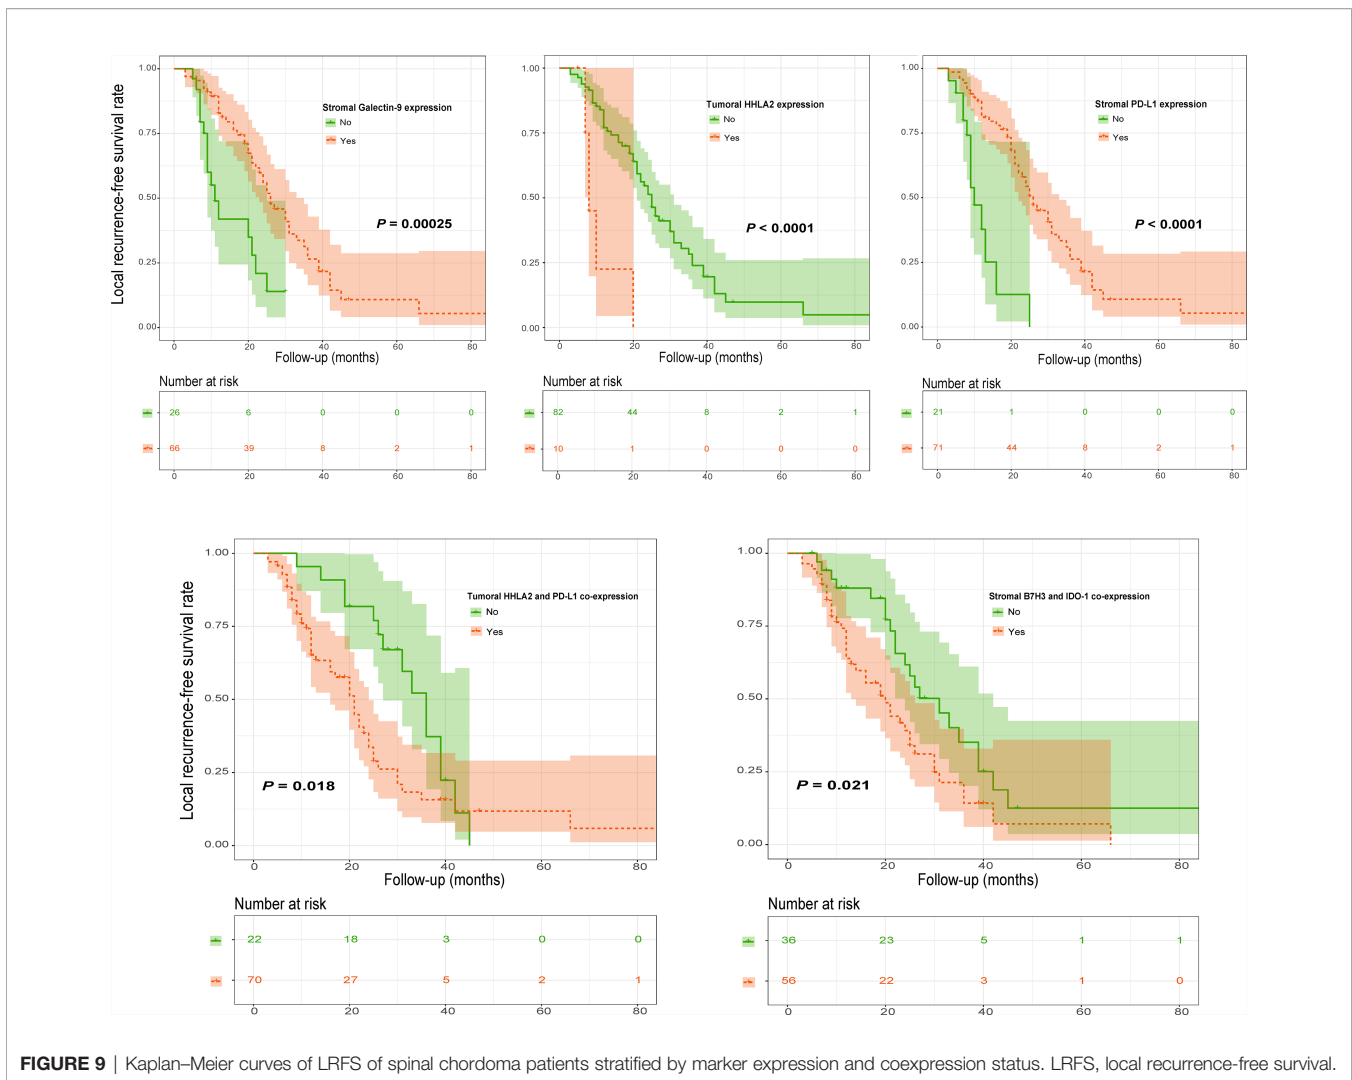 Local recurrence-free survival rate
1.00
0.75
0.50
0.25
0.00
Stromal Galectin-9 expression
No
Yes
P = 0.00025
0 20 40 60 80
Follow-up (months)
Number at risk
26 6 0 0 0
66 39 8 2 1
0 20 40 60 80
1.00
0.75
0.50
0.25
0.00
Tumoral HHLA2 expression
No
Yes
P < 0.0001
0 20 40 60 80
Follow-up (months)
Number at risk
82 44 8 2 1
10 1 0 0 0
0 20 40 60 80
1.00
0.75
0.50
0.25
0.00
Stromal PD-L1 expression
No
Yes
P < 0.0001
0 20 40 60 80
Follow-up (months)
Number at risk
21 1 0 0 0
71 44 8 2 1
0 20 40 60 80
Local recurrence-free survival rate
1.00
0.75
0.50
0.25
0.00
Tumoral HHLA2 and PD-L1 co-expression
No
Yes
P = 0.018
0 20 40 60 80
Follow-up (months)
Number at risk
22 18 3 0 0
70 27 5 2 1
0 20 40 60 80
1.00
0.75
0.50
0.25
0.00
Stromal B7H3 and IDO-1 co-expression
No
Yes
P = 0.021
0 20 40 60 80
Follow-up (months)
Number at risk
36 23 5 1 1
56 22 3 1 0
0 20 40 60 80
FIGURE 9 | Kaplan–Meier curves of LRFS of spinal chordoma patients stratified by marker expression and coexpression status. LRFS, local recurrence-free survival.